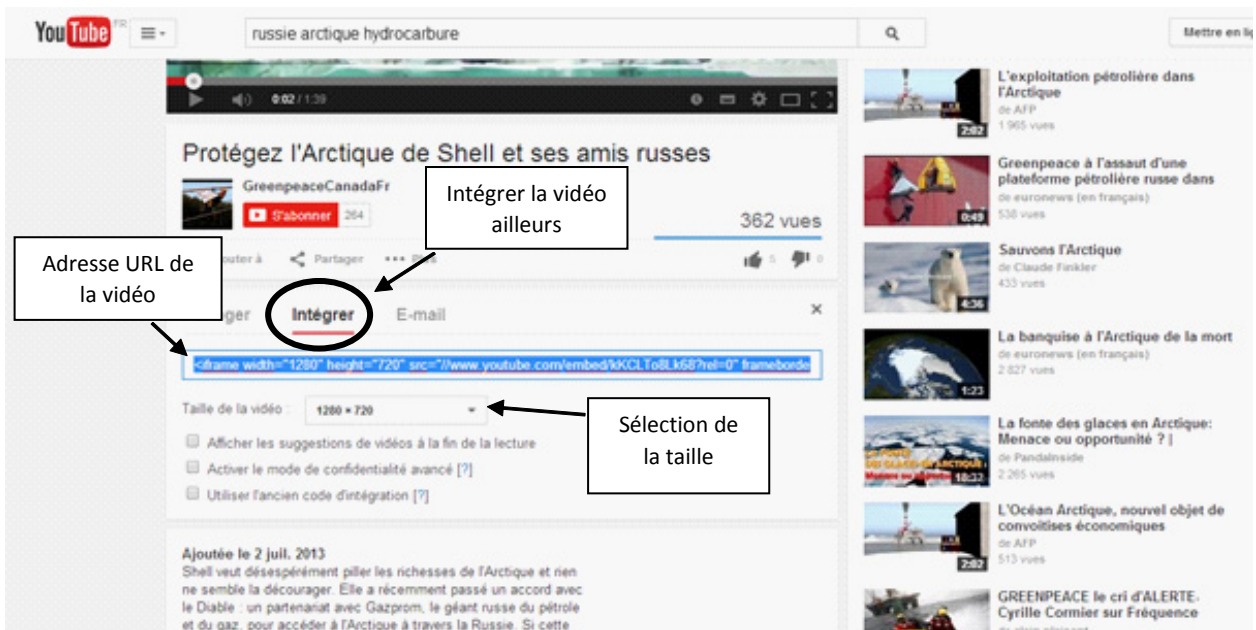 YouTube FR
russie arctique hydrocarbure
Mettre en lig
0:02 / 1:39
Protégez l'Arctique de Shell et ses amis russes
GreenpeaceCanadaFr
S'abonner 264
362 vues
Intégrer la vidéo
ailleurs
Adresse URL de
la vidéo
outer à Partager Plus
5 0
ger Intégrer E-mail
<iframe width="1280" height="720" src="//www.youtube.com/embed/kKCLTo8Lk68?rel=0" frameborde
Taille de la vidéo : 1280 × 720
Sélection de
la taille
Afficher les suggestions de vidéos à la fin de la lecture
Activer le mode de confidentialité avancé [?]
Utiliser l'ancien code d'intégration [?]
Ajoutée le 2 juil. 2013
Shell veut désespérément piller les richesses de l'Arctique et rien
ne semble la décourager. Elle a récemment passé un accord avec
le Diable : un partenariat avec Gazprom, le géant russe du pétrole
et du gaz, pour accéder à l'Arctique à travers la Russie. Si cette
L'exploitation pétrolière dans
l'Arctique
de AFP
1 965 vues
2:02
Greenpeace à l'assaut d'une
plateforme pétrolière russe dans
de euronews (en français)
538 vues
0:49
Sauvons l'Arctique
de Claude Finkler
433 vues
4:36
La banquise à l'Arctique de la mort
de euronews (en français)
2 827 vues
1:23
La fonte des glaces en Arctique:
Menace ou opportunité ? |
de PandaInside
2 265 vues
L'Océan Arctique, nouvel objet de
convoitises économiques
de AFP
513 vues
2:02
GREENPEACE le cri d'ALERTE-
Cyrille Cormier sur Fréquence